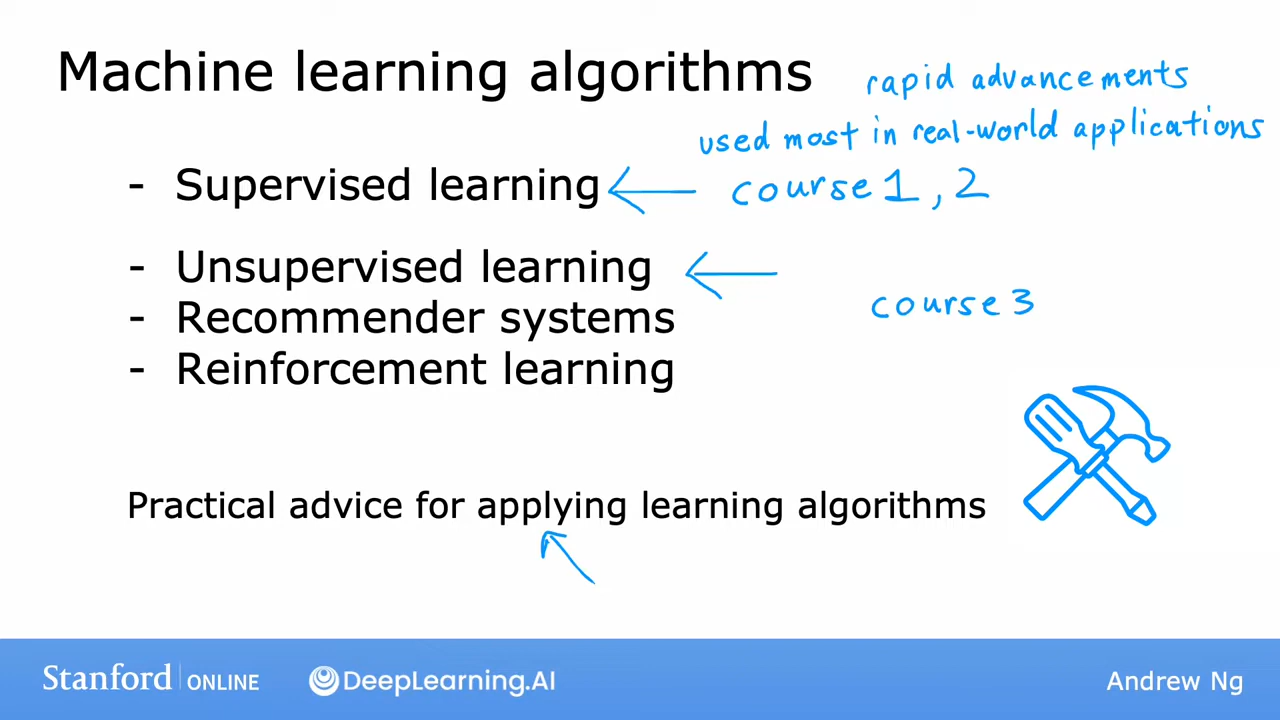 Machine learning algorithms
rapid advancements
used most in real-world applications
- Supervised learning
course 1, 2
- Unsupervised learning
course 3
- Recommender systems
- Reinforcement learning
Practical advice for applying learning algorithms
Stanford ONLINE
DeepLearning.AI
Andrew Ng